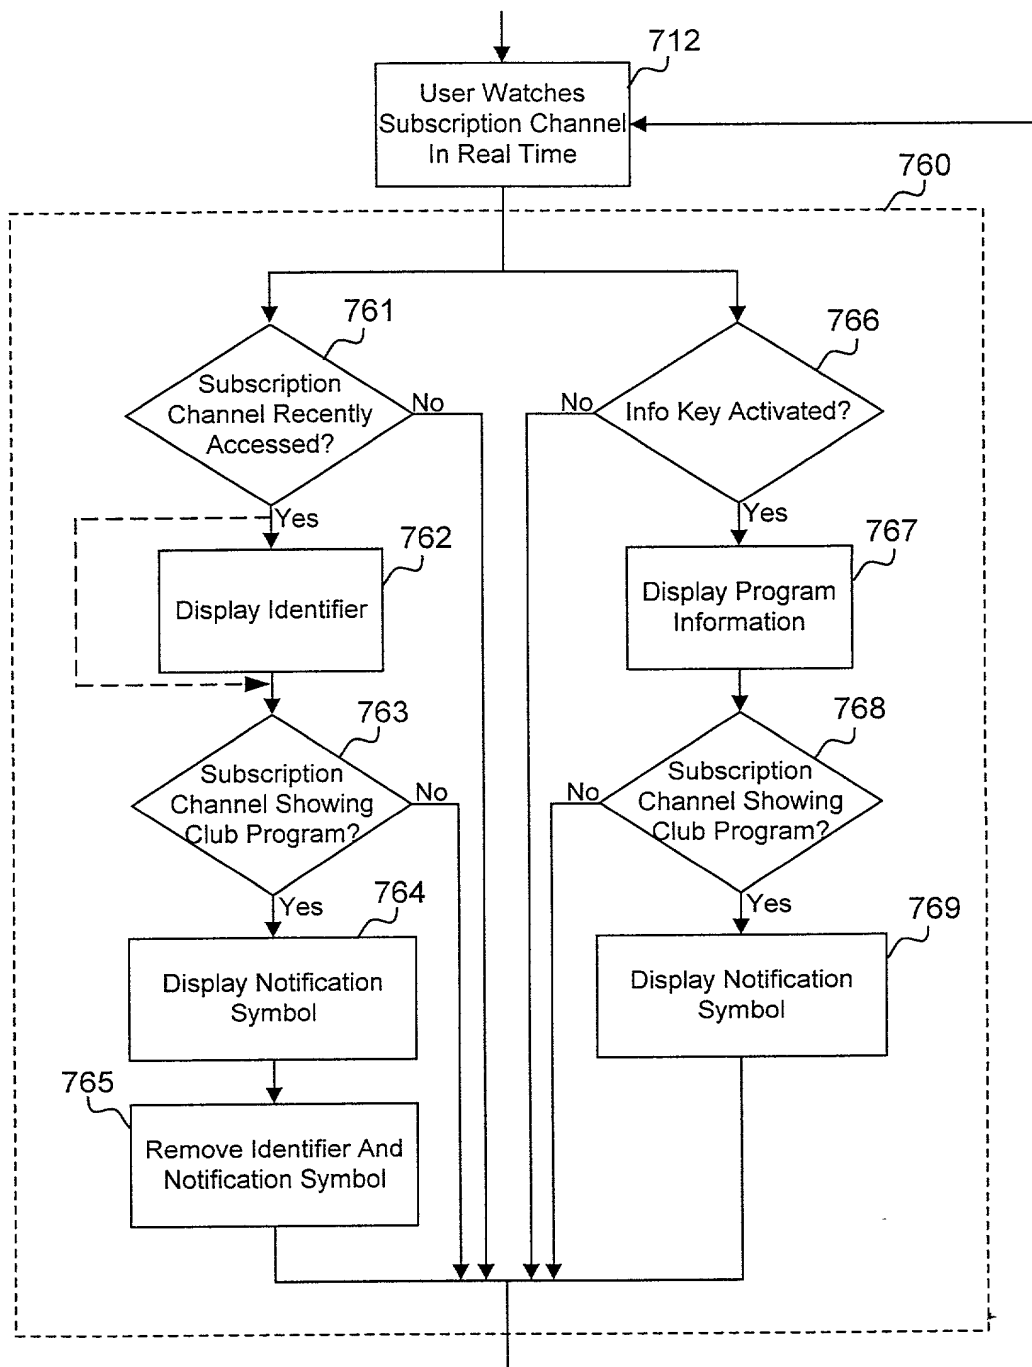 712
User Watches
Subscription Channel
In Real Time
760
761
Subscription
Channel Recently
Accessed?
No
Yes
762
Display Identifier
763
Subscription
Channel Showing
Club Program?
No
Yes
764
Display Notification
Symbol
765
Remove Identifier And
Notification Symbol
766
Info Key Activated?
No
Yes
767
Display Program
Information
768
Subscription
Channel Showing
Club Program?
No
Yes
769
Display Notification
Symbol